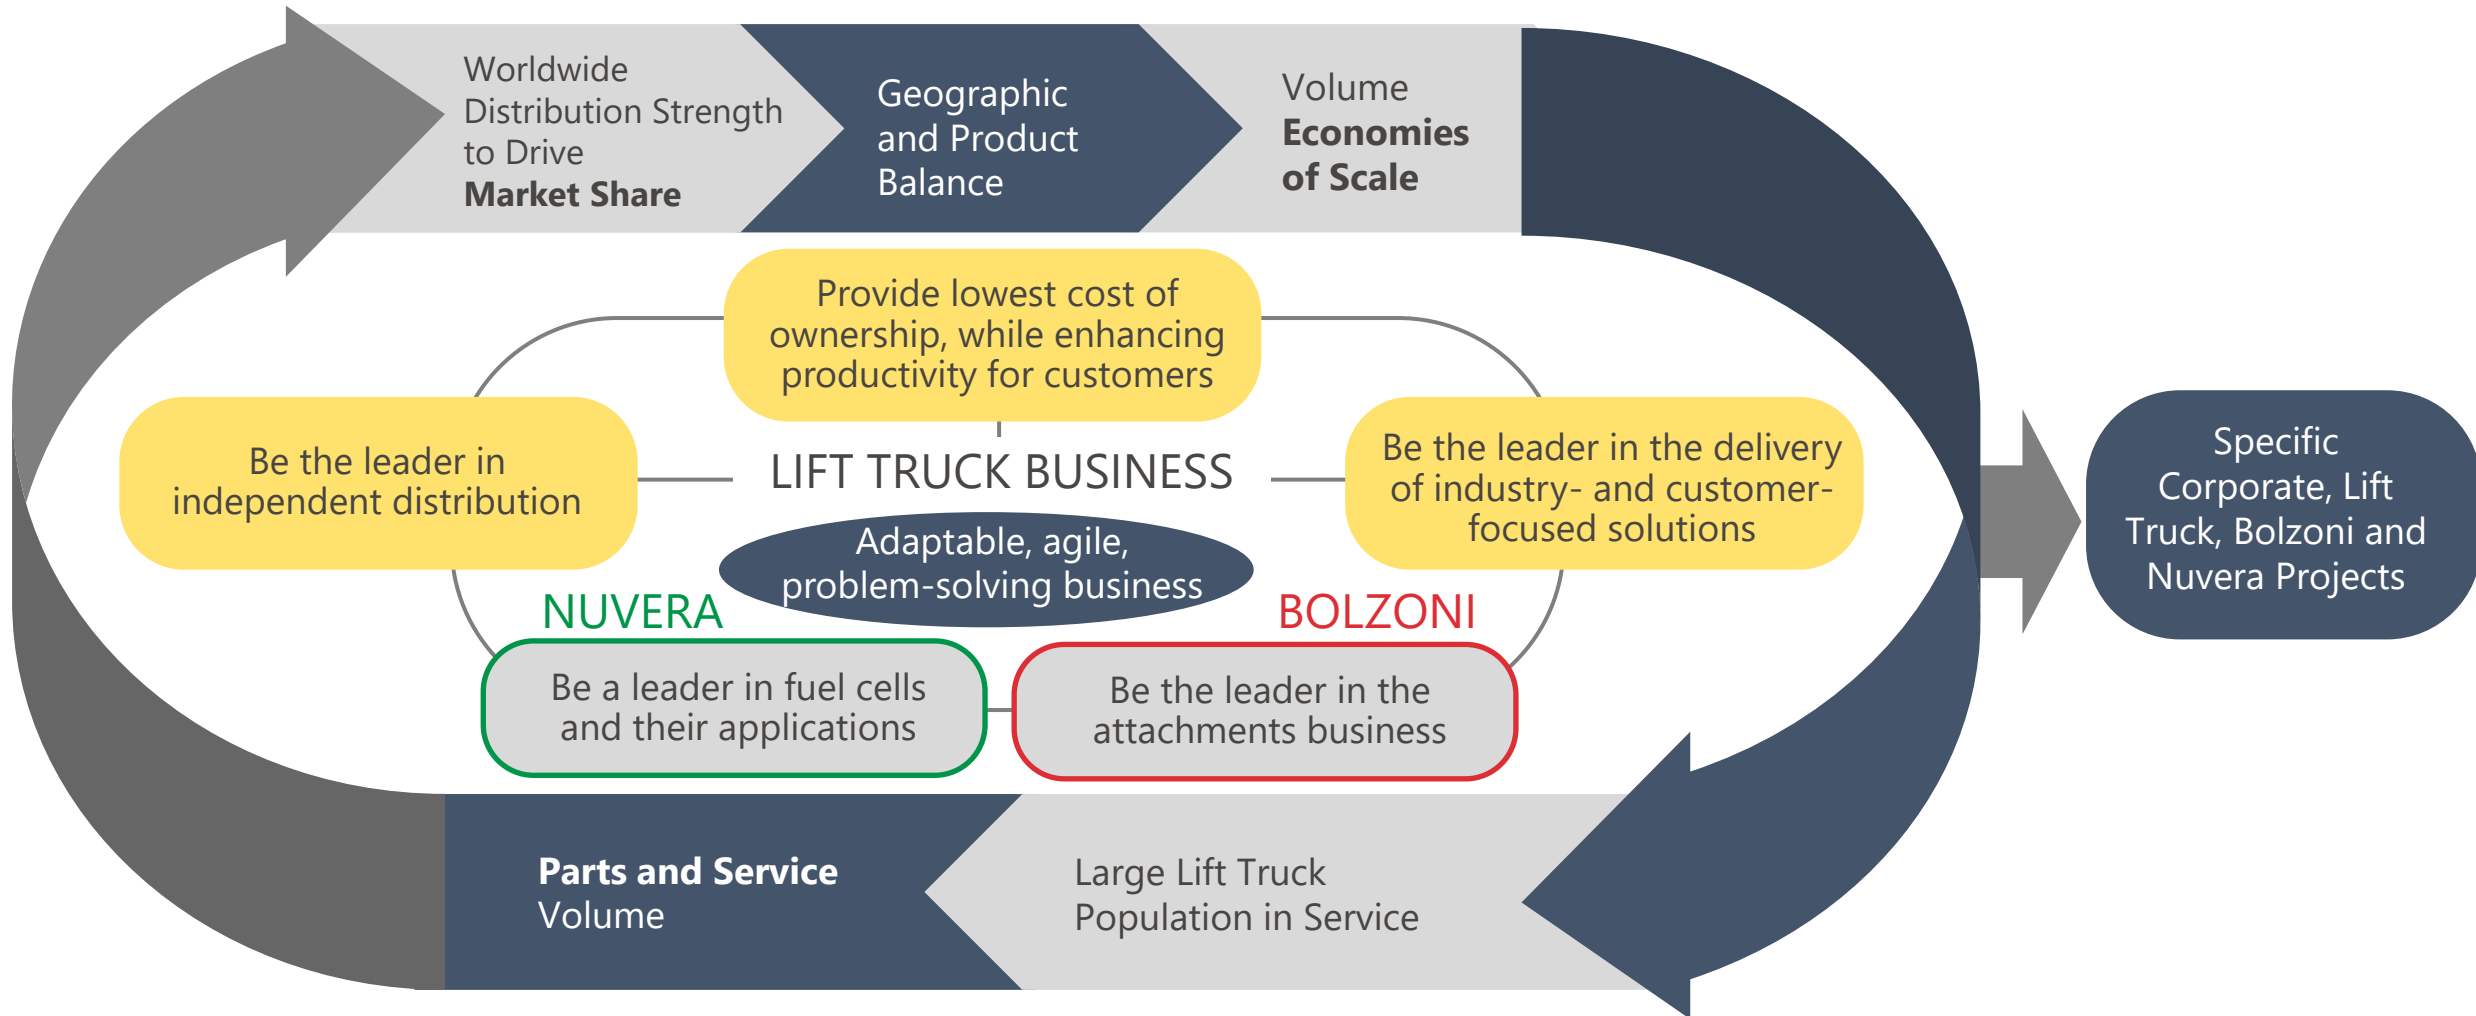 Worldwide
Distribution Strength
to Drive
Market Share
Geographic
and Product
Balance
Volume
Economies
of Scale
Provide lowest cost of
ownership, while enhancing
productivity for customers
Be the leader in
independent distribution
LIFT TRUCK BUSINESS
Be the leader in the delivery
of industry- and customer-
focused solutions
Specific
Corporate, Lift
Truck, Bolzoni and
Nuvera Projects
Adaptable, agile,
problem-solving business
NUVERA
Be a leader in fuel cells
and their applications
BOLZONI
Be the leader in the
attachments business
Parts and Service
Volume
Large Lift Truck
Population in Service